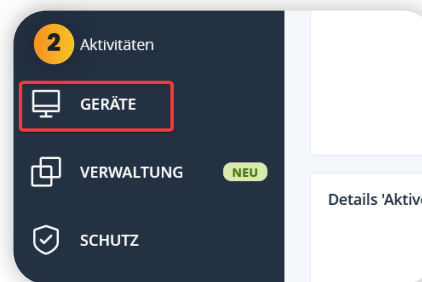 2 Aktivitäten
GERÄTE
VERWALTUNG NEU
Details 'Aktive
SCHUTZ